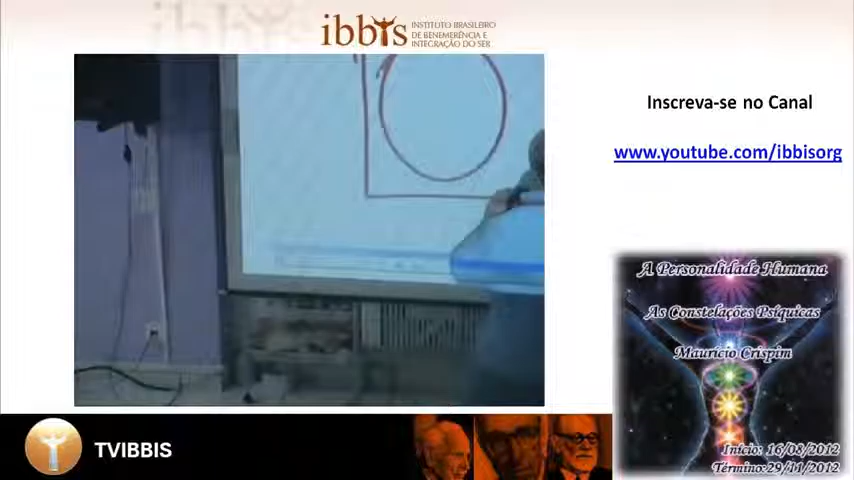 ibbis
INSTITUTO BRASILEIRO
DE BENEMERÊNCIA E
INTEGRAÇÃO DO SER
Inscreva-se no Canal
www.youtube.com/ibbisorg
A Personalidade Humana
As Constelações Psíquicas
Maurício Crispim
Início: 16/08/2012
Término:29/11/2012
TVIBBIS